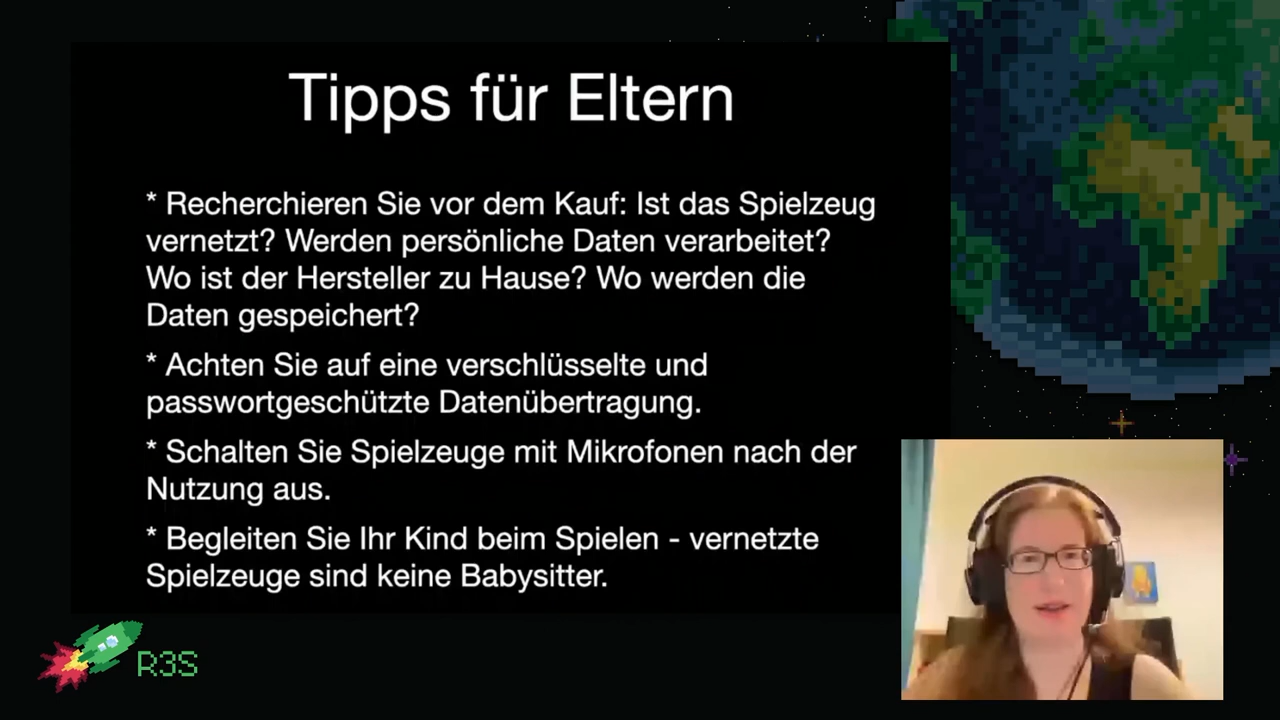 Tipps für Eltern
* Recherchieren Sie vor dem Kauf: Ist das Spielzeug
vernetzt? Werden persönliche Daten verarbeitet?
Wo ist der Hersteller zu Hause? Wo werden die
Daten gespeichert?
* Achten Sie auf eine verschlüsselte und
passwortgeschützte Datenübertragung.
* Schalten Sie Spielzeuge mit Mikrofonen nach der
Nutzung aus.
* Begleiten Sie Ihr Kind beim Spielen - vernetzte
Spielzeuge sind keine Babysitter.
R3S